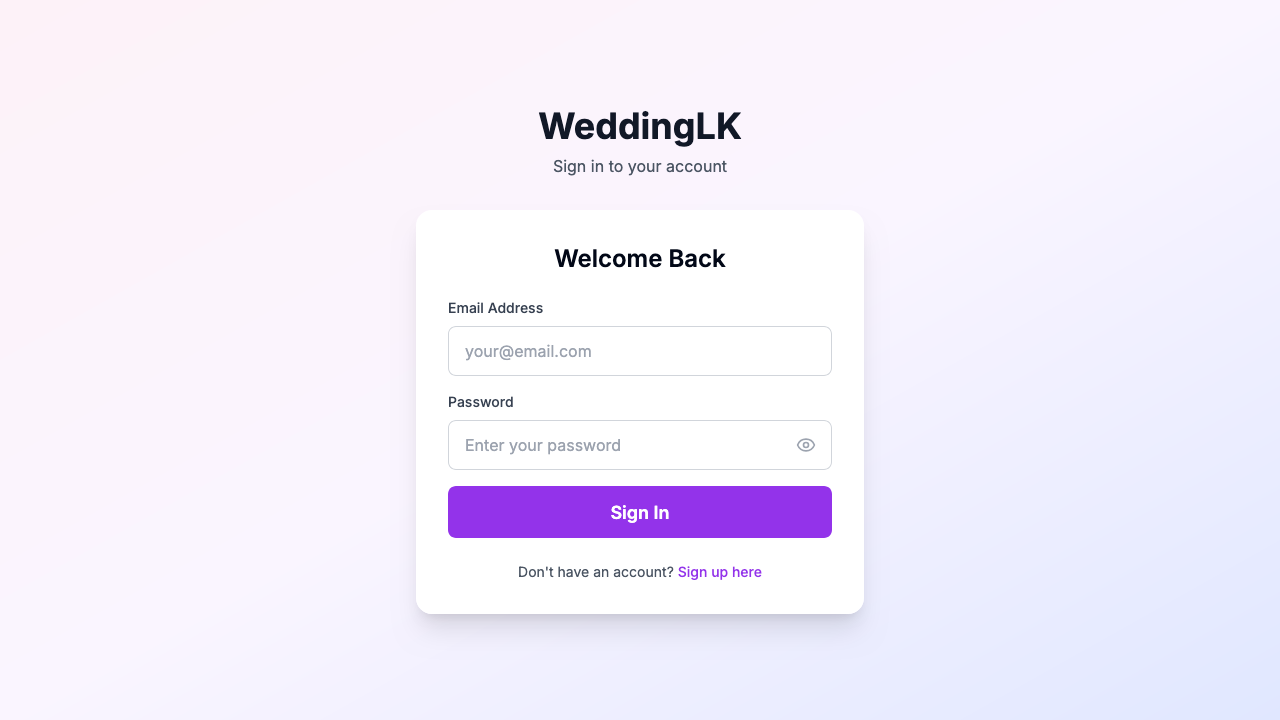 WeddingLK
Sign in to your account
Welcome Back
Email Address
your@email.com
Password
Enter your password
Sign In
Don't have an account? Sign up here